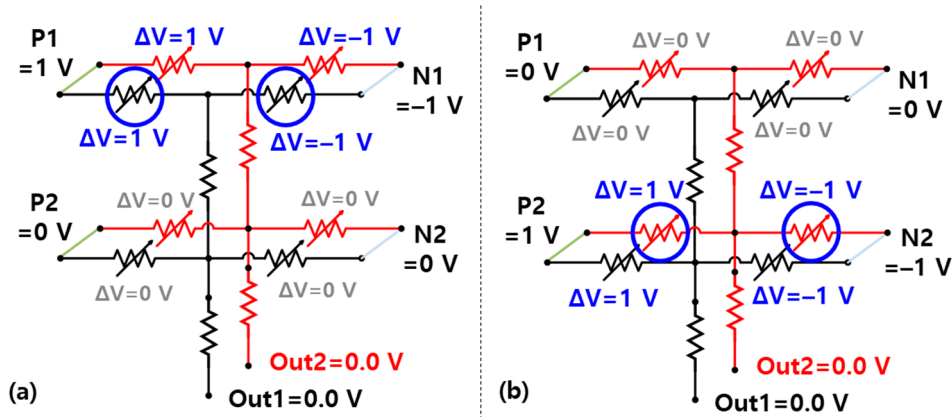 P1
=1 V
ΔV=1 V
ΔV=−1 V
N1
=−1 V
ΔV=1 V
ΔV=−1 V
P2
=0 V
ΔV=0 V
ΔV=0 V
N2
=0 V
ΔV=0 V
ΔV=0 V
Out2=0.0 V
Out1=0.0 V
(a)
P1
=0 V
ΔV=0 V
ΔV=0 V
N1
=0 V
ΔV=0 V
ΔV=0 V
P2
=1 V
ΔV=1 V
ΔV=−1 V
N2
=−1 V
ΔV=1 V
ΔV=−1 V
Out2=0.0 V
Out1=0.0 V
(b)